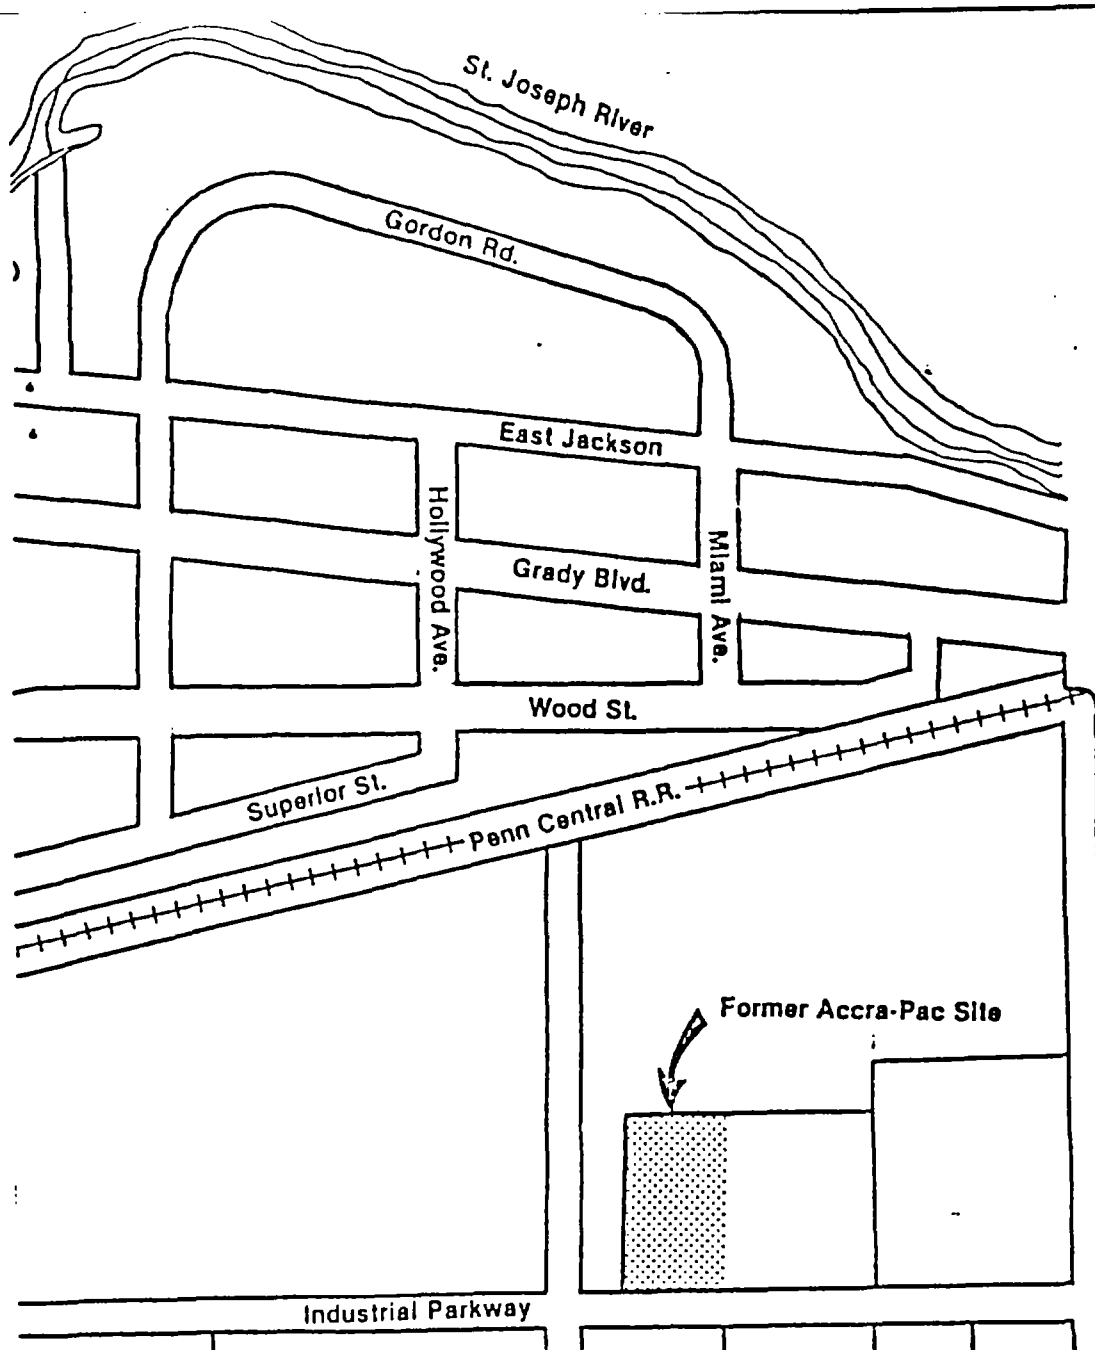 St. Joseph River
Gordon Rd.
East Jackson
Hollywood Ave.
Miami Ave.
Grady Blvd.
Wood St.
Superior St.
Penn Central R.R.
Former Accra-Pac Site
Industrial Parkway